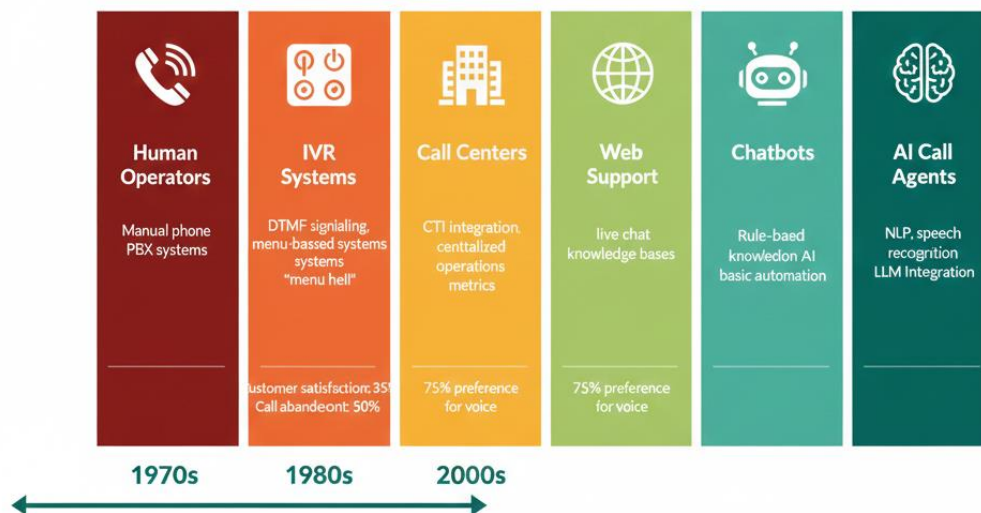 Human
Operators
Manual phone
PBX systems
IVR
Systems
DTMF signlaling,
menu-bassed systems
systems
"menu hell"
ustomer satisfsction: 35%
Call abandeont: 50%
Call Centers
CTI integration,
centtalized
operations
metrics
75% preference
for voice
Web
Support
live chat
knowledge bases
75% preference
for voice
Chatbots
Rule-baed
knowledon AI
basic automation
AI Call
Agents
NLP, speech
recognition
LLM Integration
1970s
1980s
2000s